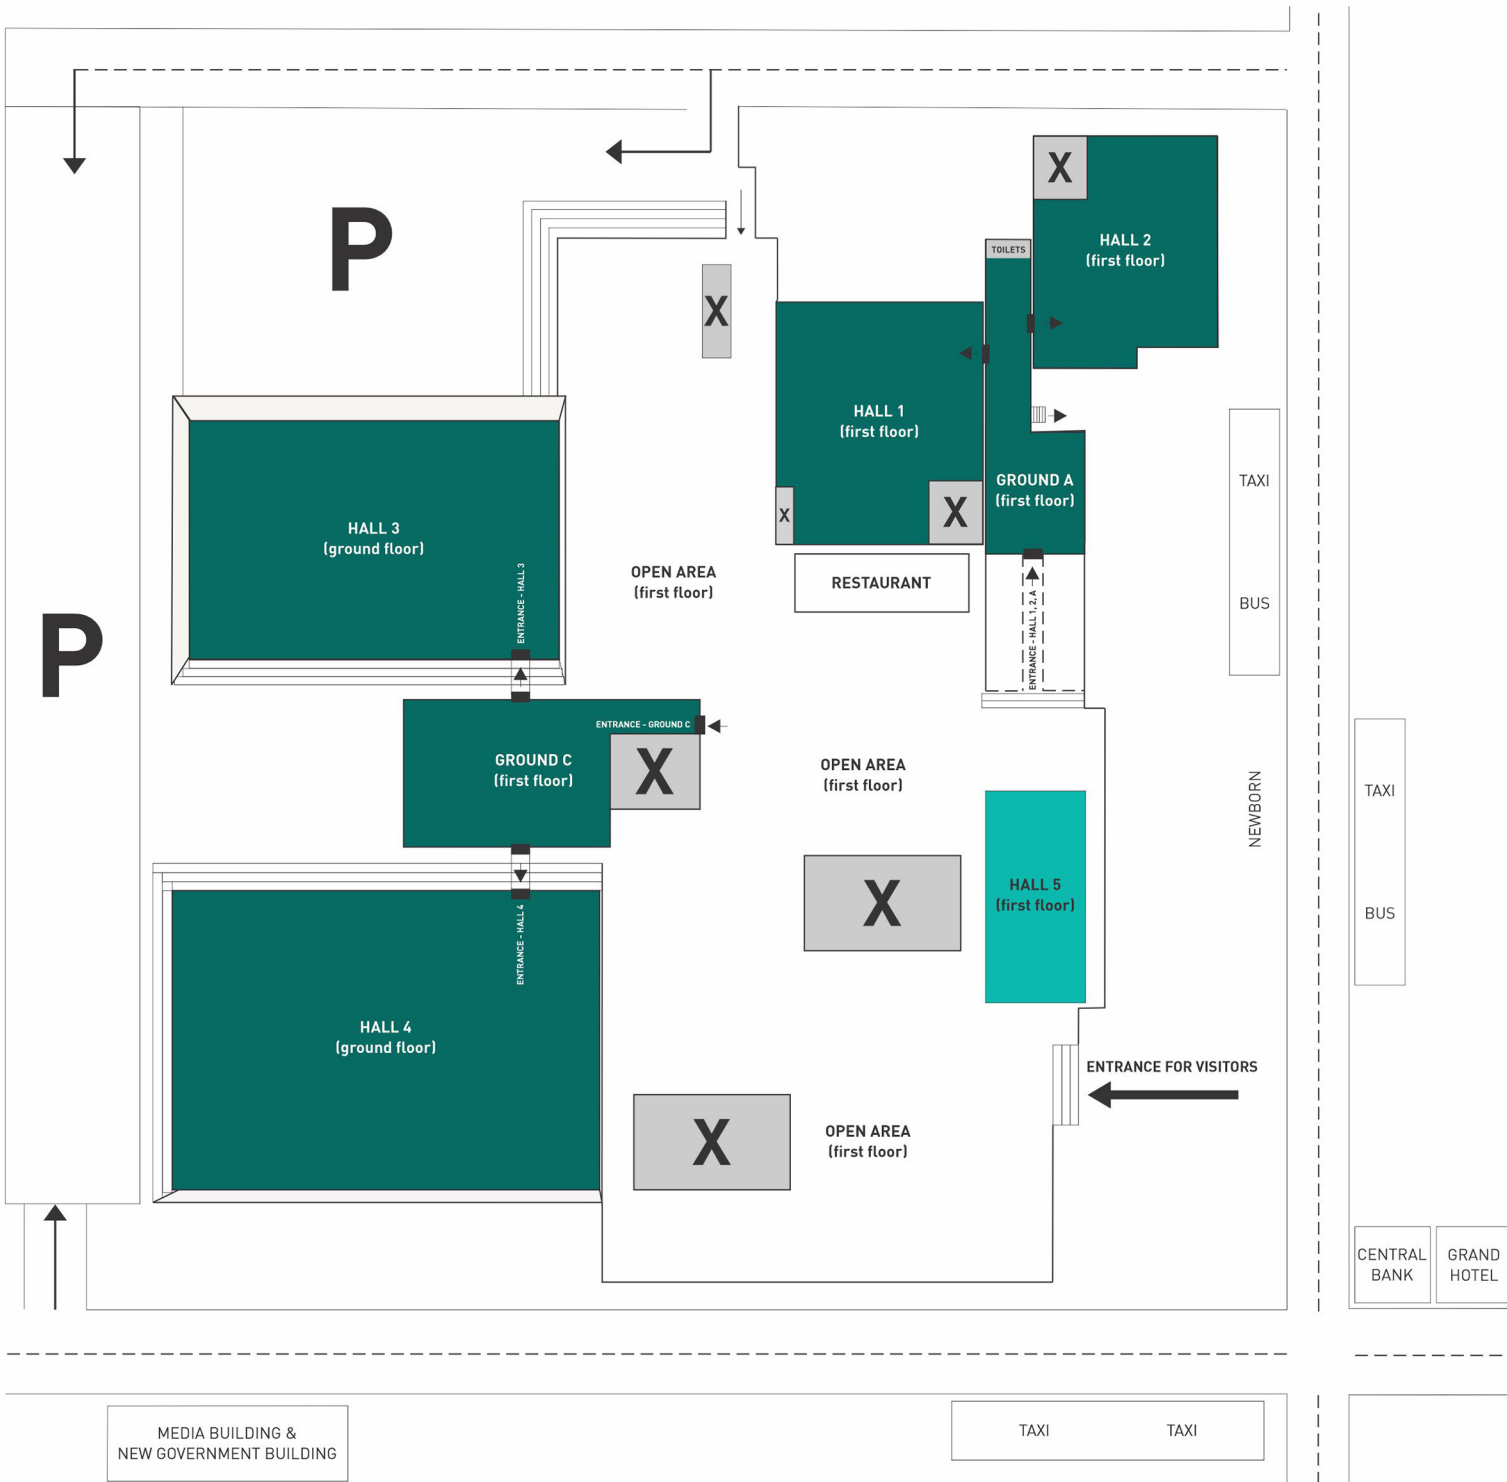 P
X
TOILETS
HALL 2
(first floor)
X
HALL 1
(first floor)
X
X
GROUND A
(first floor)
TAXI
BUS
HALL 3
(ground floor)
ENTRANCE - HALL 3
OPEN AREA
(first floor)
RESTAURANT
ENTRANCE - HALL 1, 2, A
P
ENTRANCE - GROUND C
GROUND C
(first floor)
X
OPEN AREA
(first floor)
NEWBORN
TAXI
BUS
X
HALL 5
(first floor)
ENTRANCE - HALL 4
HALL 4
(ground floor)
ENTRANCE FOR VISITORS
X
OPEN AREA
(first floor)
CENTRAL
BANK
GRAND
HOTEL
MEDIA BUILDING &
NEW GOVERNMENT BUILDING
TAXI
TAXI